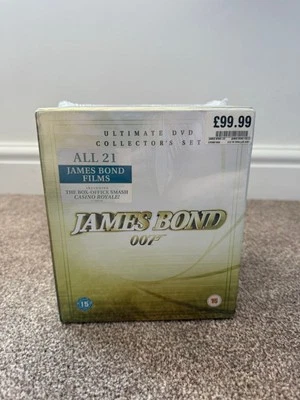 £99.99
ULTIMATE DVD
COLLECTOR'S SET
ALL 21
JAMES BOND
FILMS
THE BOX-OFFICE SMASH
CASINO ROYALE!
JAMES BOND
007
15
15